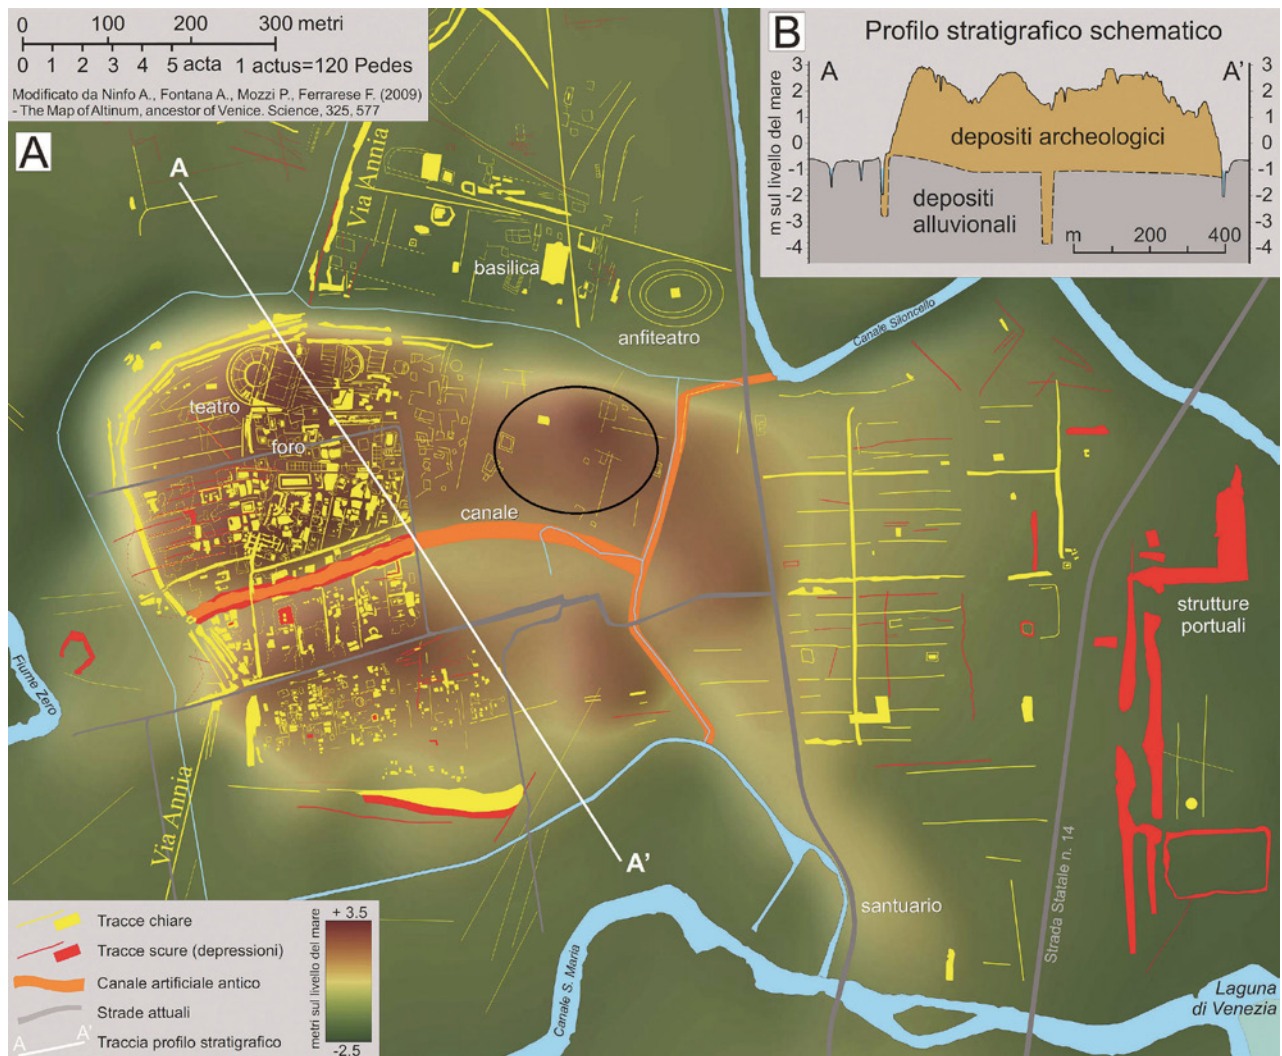 0 100 200 300 metri
0 1 2 3 4 5 acta 1 actus=120 Pedes
Modificato da Ninfo A., Fontana A., Mozzi P., Ferrarese F. (2009)
- The Map of Altinum, ancestor of Venice. Science, 325, 577
A
B
Profilo stratigrafico schematico
A
A'
m sul livello del mare
3
2
1
0
-1
-2
-3
-4
3
2
1
0
-1
-2
-3
-4
depositi archeologici
depositi
alluvionali
m
200
400
A
Via Annia
basilica
anfiteatro
Canale Siloncello
teatro
foro
canale
strutture
portuali
Fiume Zero
Via Annia
A'
santuario
Strada Statale n. 14
Canale S. Maria
Laguna
di Venezia
Tracce chiare
Tracce scure (depressioni)
Canale artificiale antico
Strade attuali
A A' Traccia profilo stratigrafico
metri sul livello del mare
+ 3.5
-2.5